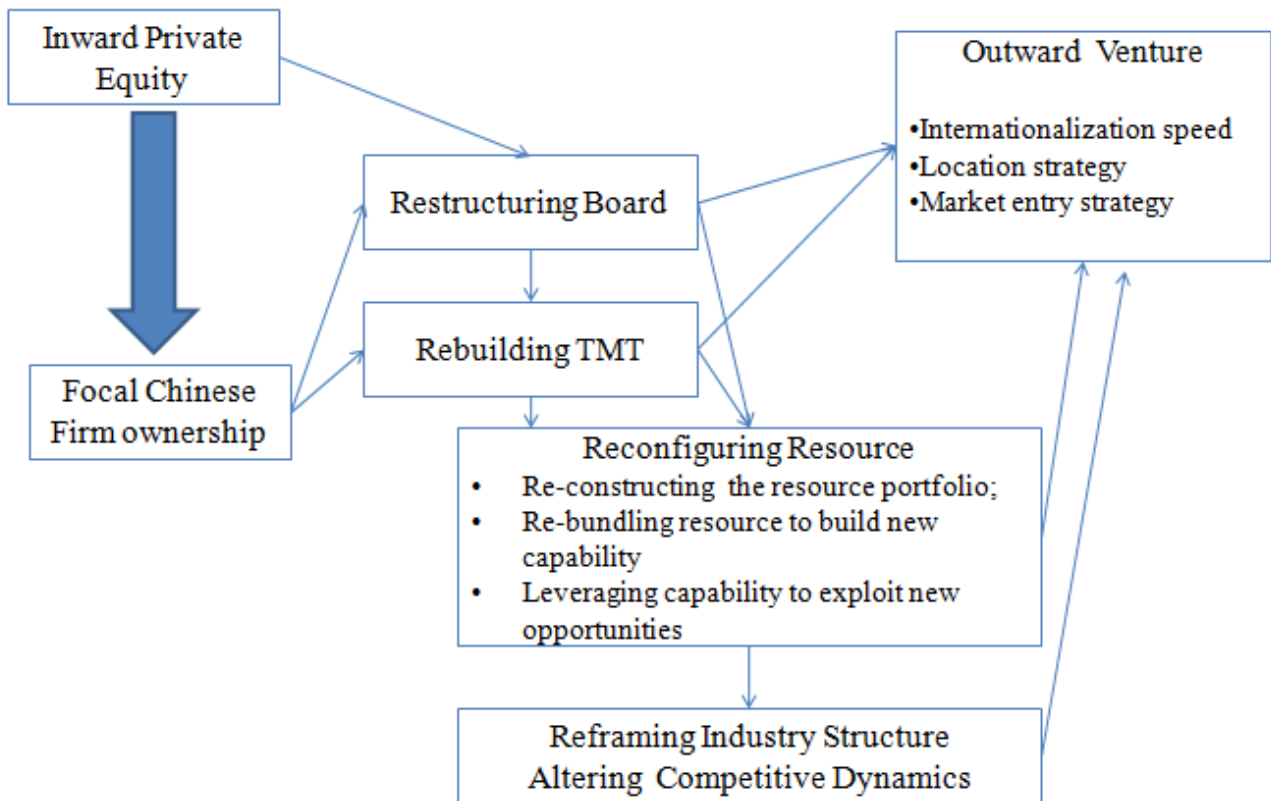 Inward Private
Equity
Outward Venture
•Internationalization speed
•Location strategy
•Market entry strategy
Restructuring Board
Rebuilding TMT
Focal Chinese
Firm ownership
Reconfiguring Resource
• Re-constructing the resource portfolio;
• Re-bundling resource to build new
capability
• Leveraging capability to exploit new
opportunities
Reframing Industry Structure
Altering Competitive Dynamics